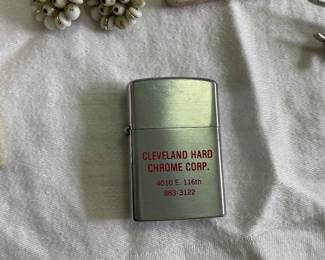 CLEVELAND HARD
CHROME CORP.
4010 E. 116th
883-3122